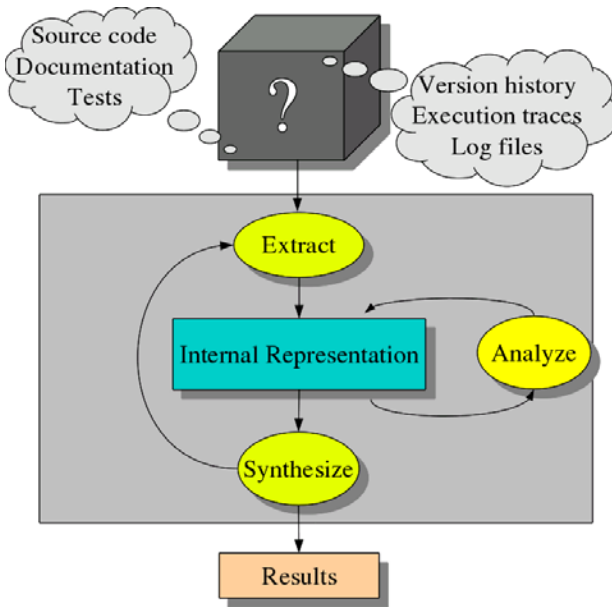 Source code
Documentation
Tests
?
Version history
Execution traces
Log files
Extract
Internal Representation
Analyze
Synthesize
Results